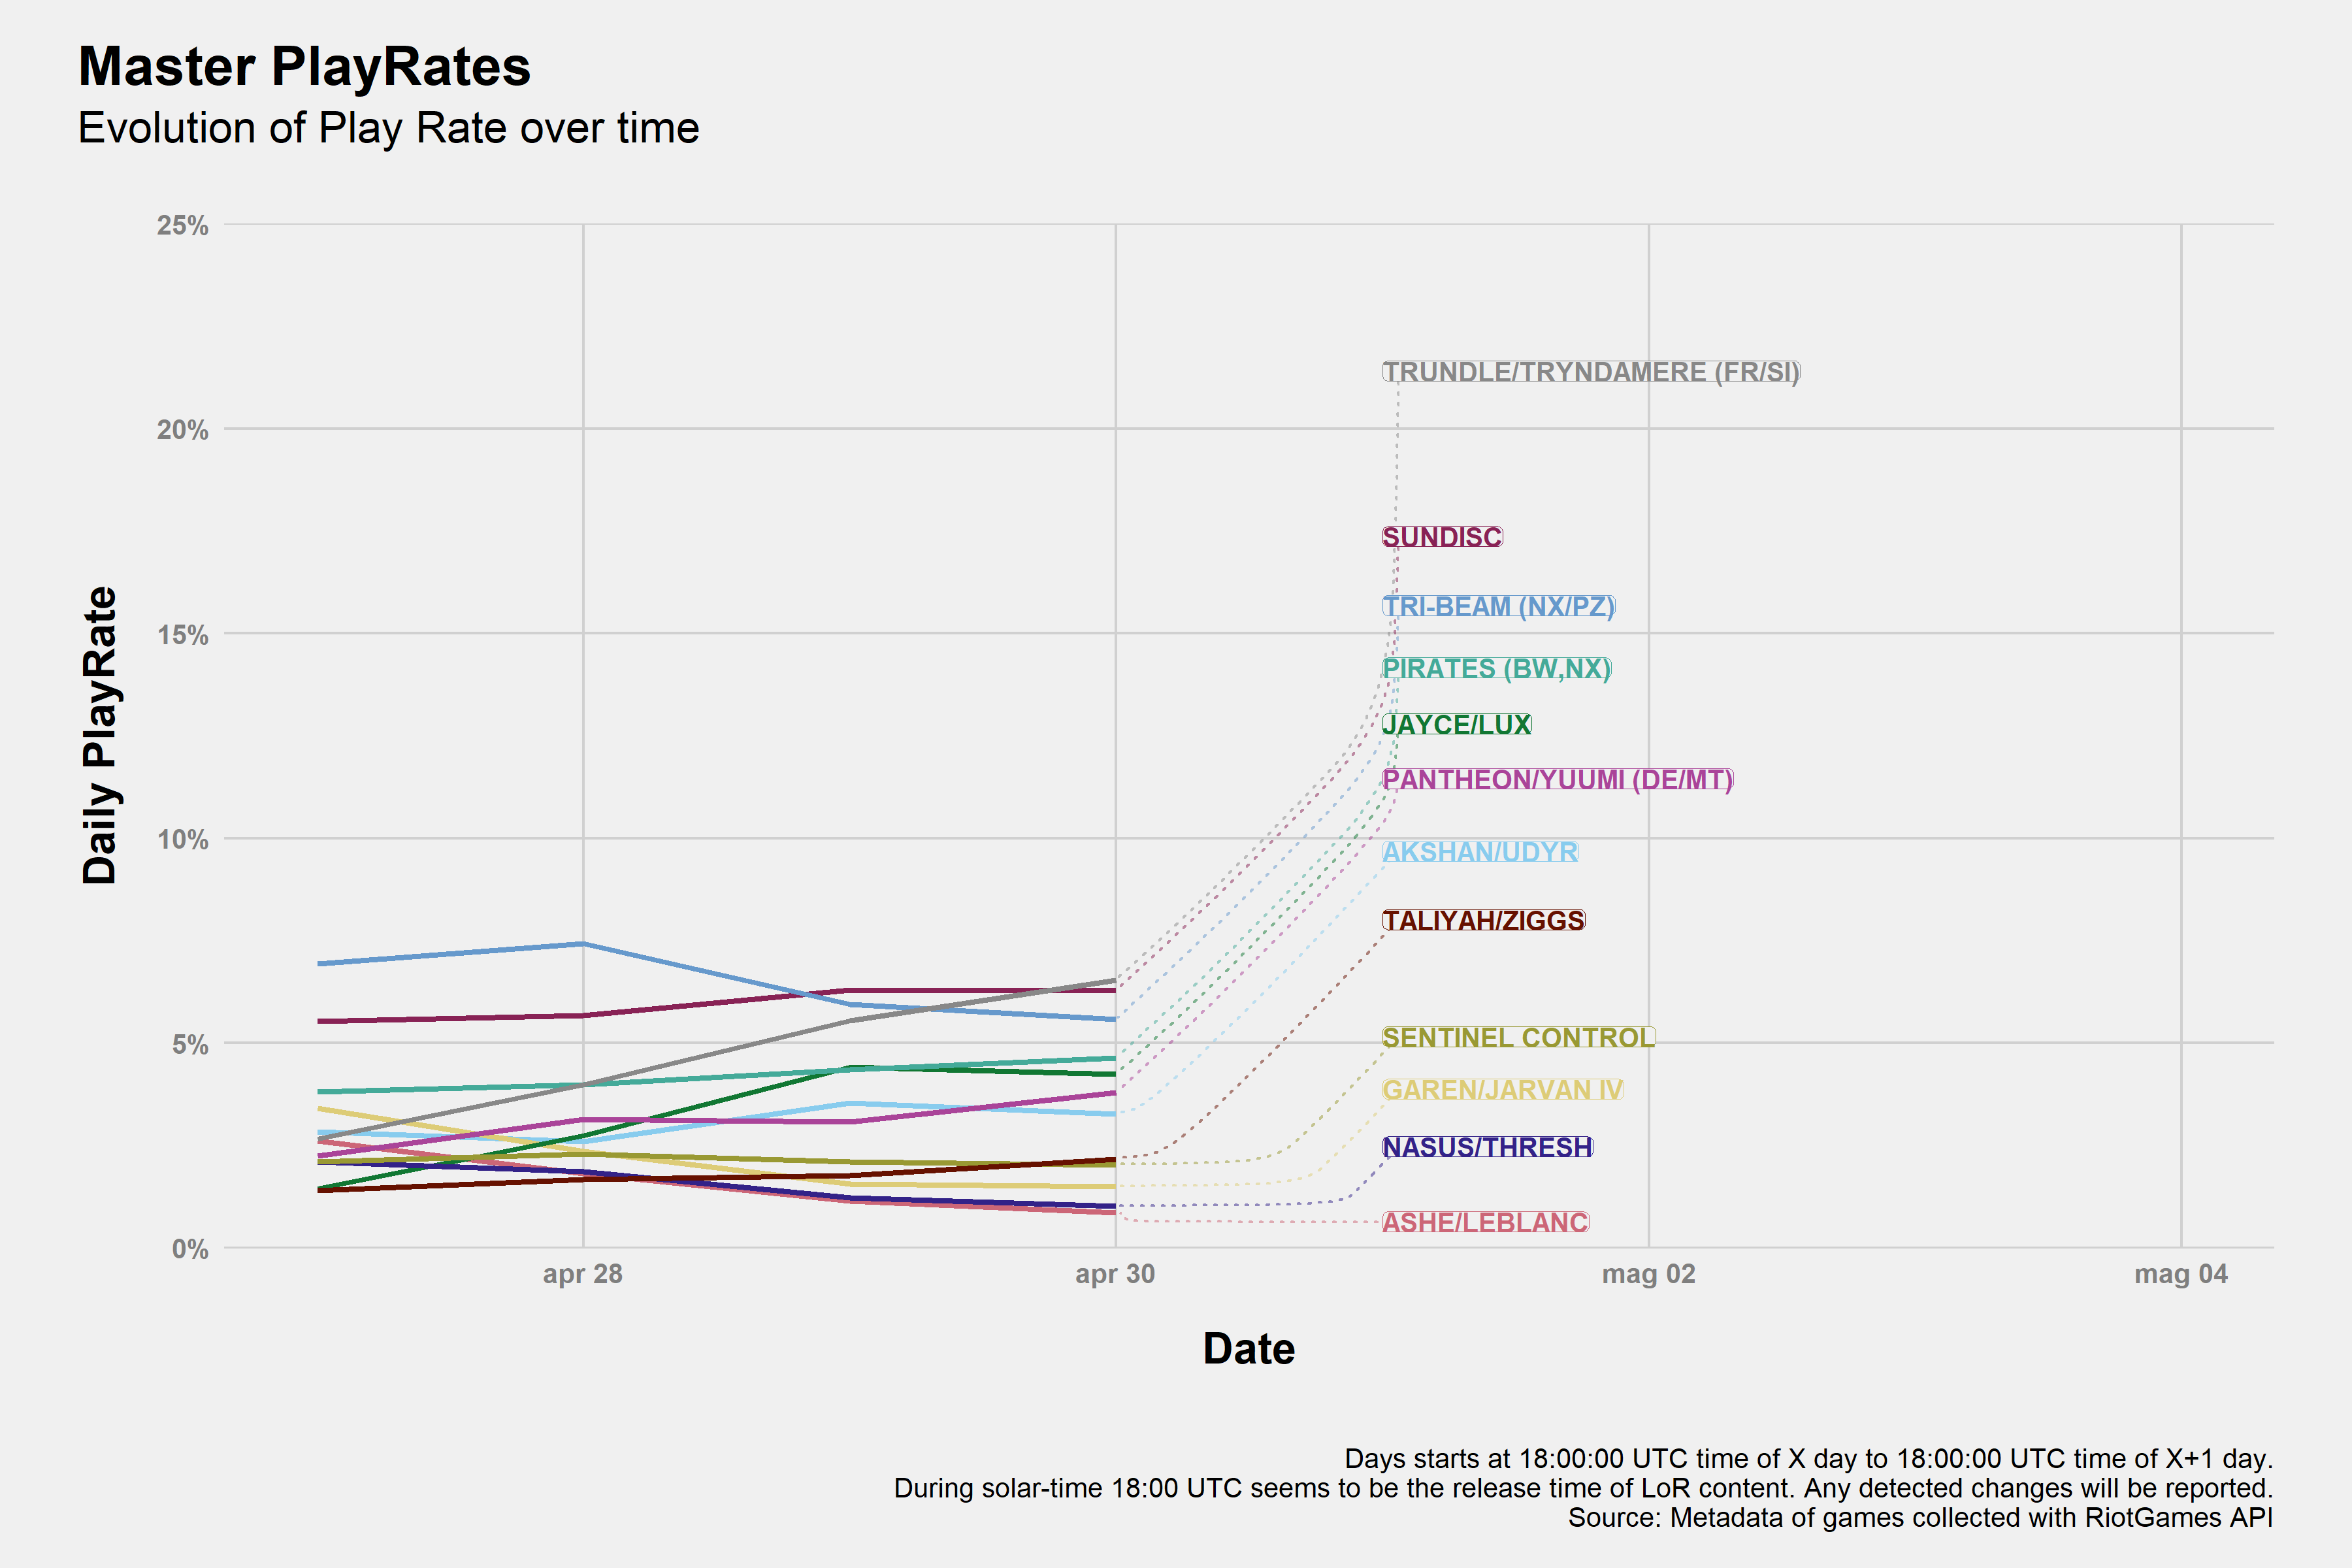 Master PlayRates
Evolution of Play Rate over time
25%
20%
15%
10%
5%
0%
Daily PlayRate
TRUNDLE/TRYNDAMERE (FR/SI)
SUNDISC
TRI-BEAM (NX/PZ)
PIRATES (BW,NX)
JAYCE/LUX
PANTHEON/YUUMI (DE/MT)
AKSHAN/UDYR
TALIYAH/ZIGGS
SENTINEL CONTROL
GAREN/JARVAN IV
NASUS/THRESH
ASHE/LEBLANC
apr 28
apr 30
mag 02
mag 04
Date
Days starts at 18:00:00 UTC time of X day to 18:00:00 UTC time of X+1 day.
During solar-time 18:00 UTC seems to be the release time of LoR content. Any detected changes will be reported.
Source: Metadata of games collected with RiotGames API